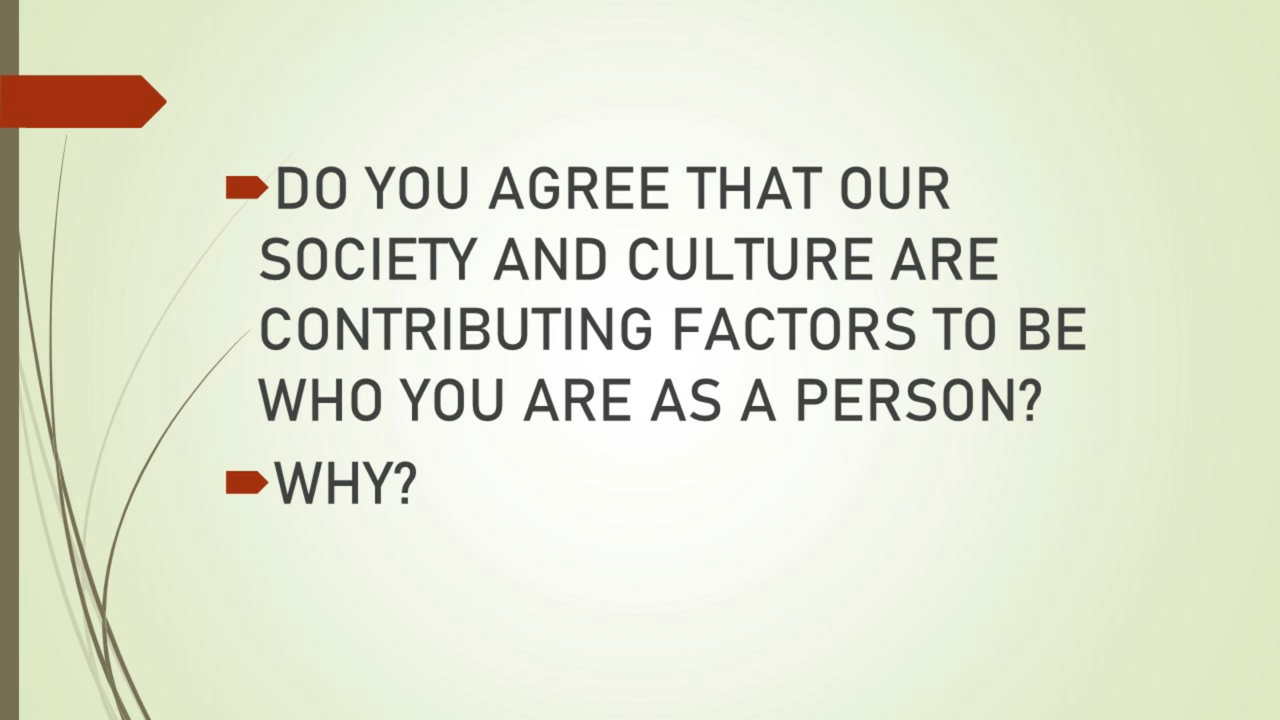 DO YOU AGREE THAT OUR
SOCIETY AND CULTURE ARE
CONTRIBUTING FACTORS TO BE
WHO YOU ARE AS A PERSON?
WHY?